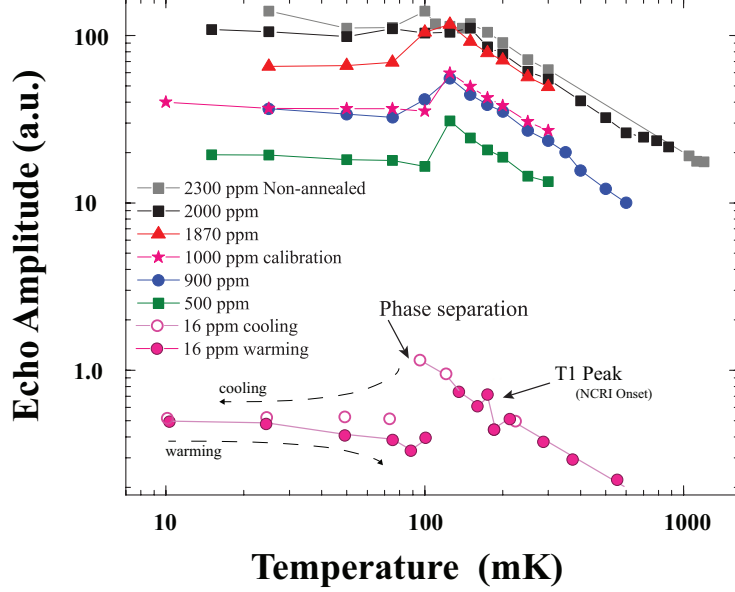 100
10
1.0
Echo Amplitude (a.u.)
2300 ppm Non-annealed
2000 ppm
1870 ppm
1000 ppm calibration
900 ppm
500 ppm
16 ppm cooling
16 ppm warming
Phase separation
T1 Peak
(NCRI Onset)
cooling
warming
10
100
1000
Temperature (mK)